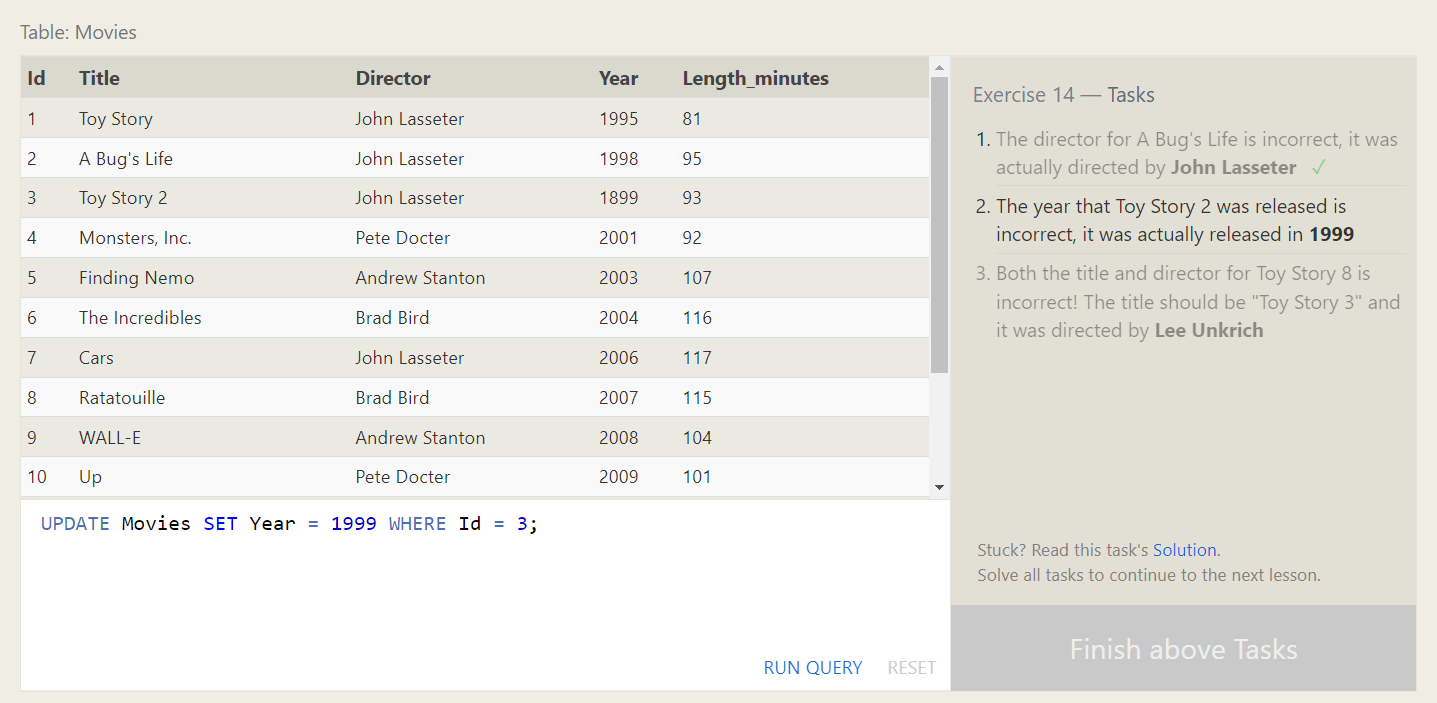 Table: Movies
Id Title Director Year Length_minutes
1 Toy Story John Lasseter 1995 81
2 A Bug's Life John Lasseter 1998 95
3 Toy Story 2 John Lasseter 1899 93
4 Monsters, Inc. Pete Docter 2001 92
5 Finding Nemo Andrew Stanton 2003 107
6 The Incredibles Brad Bird 2004 116
7 Cars John Lasseter 2006 117
8 Ratatouille Brad Bird 2007 115
9 WALL-E Andrew Stanton 2008 104
10 Up Pete Docter 2009 101
UPDATE Movies SET Year = 1999 WHERE Id = 3;
RUN QUERY RESET
Exercise 14 — Tasks
1. The director for A Bug's Life is incorrect, it was
actually directed by John Lasseter ✓
2. The year that Toy Story 2 was released is
incorrect, it was actually released in 1999
3. Both the title and director for Toy Story 8 is
incorrect! The title should be "Toy Story 3" and
it was directed by Lee Unkrich
Stuck? Read this task's Solution.
Solve all tasks to continue to the next lesson.
Finish above Tasks